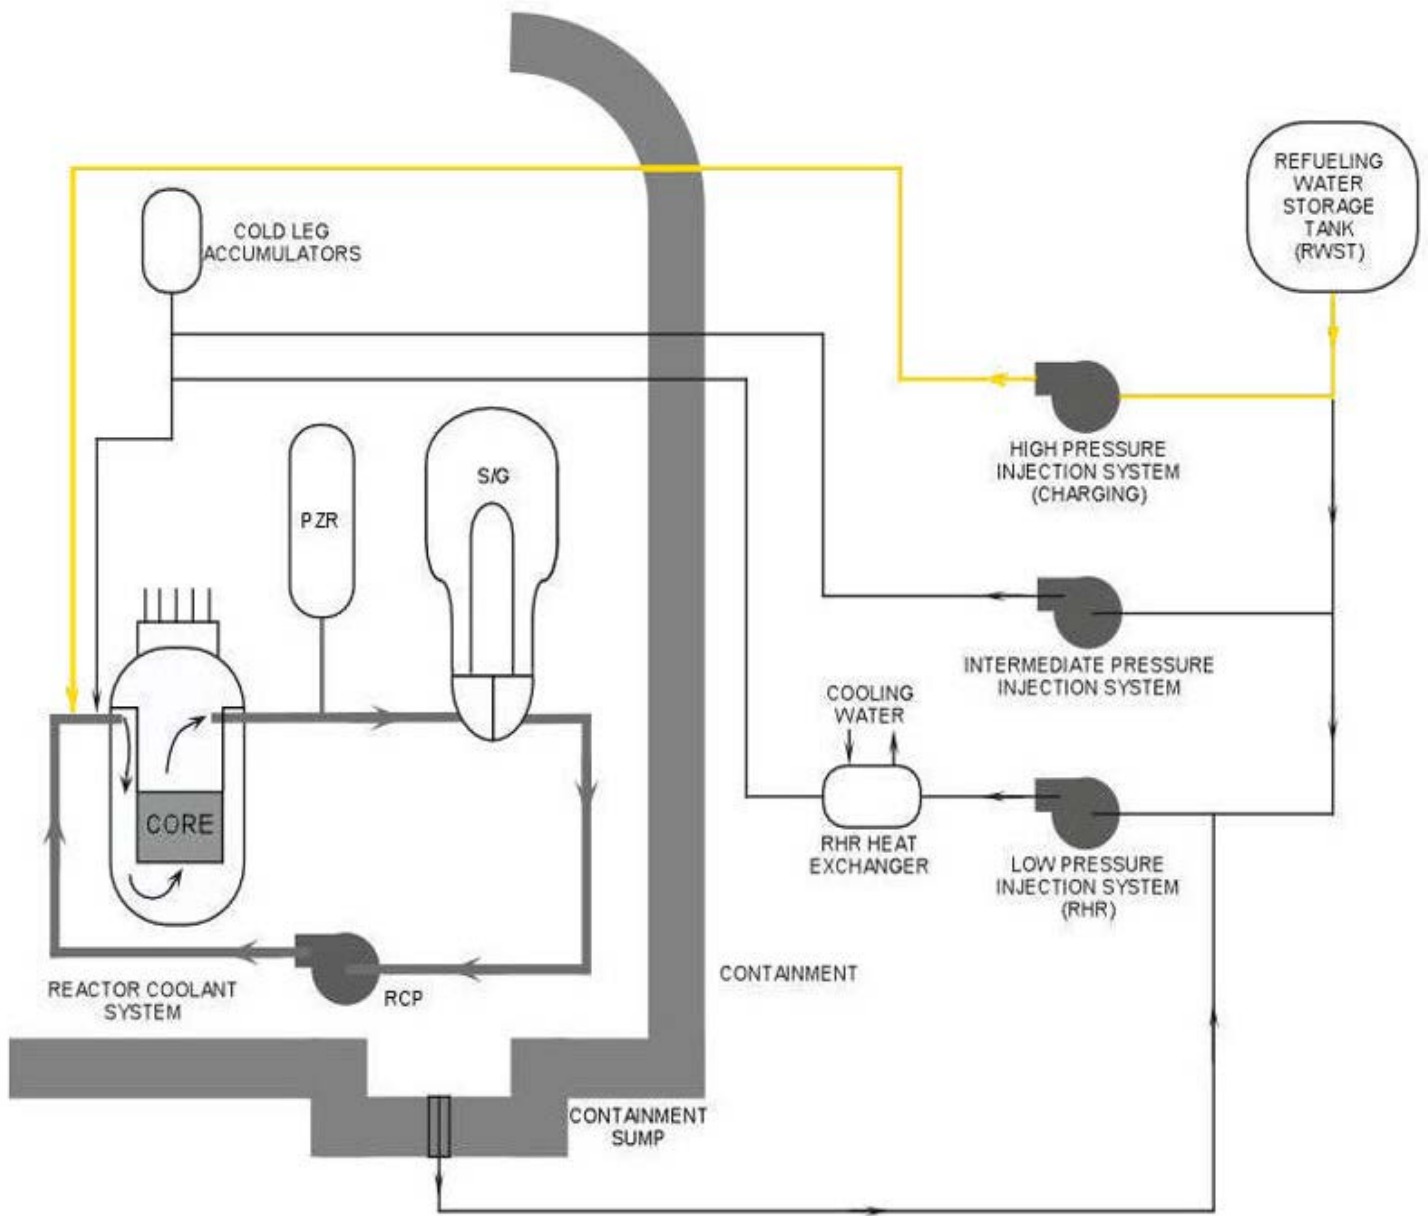 REFUELING
WATER
STORAGE
TANK
(RWST)
COLD LEG
ACCUMULATORS
HIGH PRESSURE
INJECTION SYSTEM
(CHARGING)
S/G
PZR
INTERMEDIATE PRESSURE
INJECTION SYSTEM
COOLING
WATER
CORE
RHR HEAT
EXCHANGER
LOW PRESSURE
INJECTION SYSTEM
(RHR)
CONTAINMENT
REACTOR COOLANT
SYSTEM
RCP
CONTAINMENT
SUMP